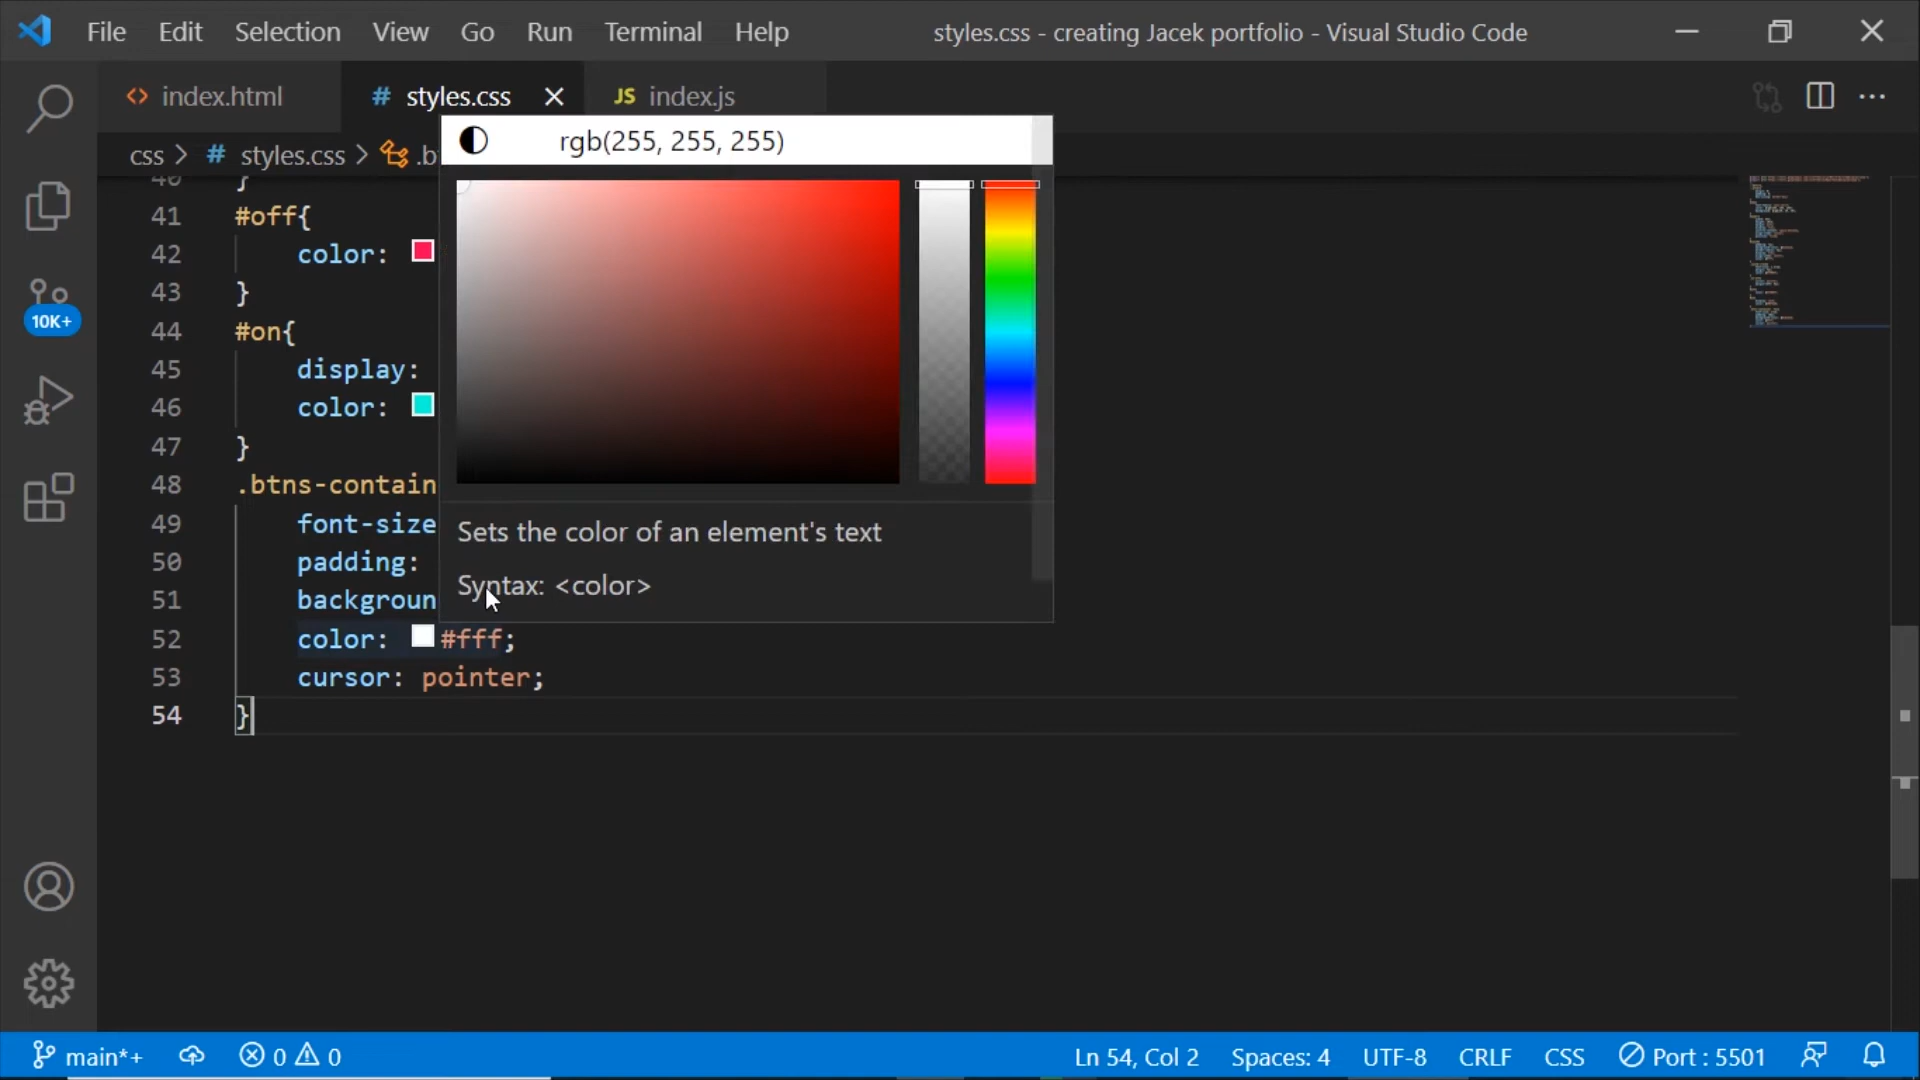 File Edit Selection View Go Run Terminal Help styles.css - creating Jacek portfolio - Visual Studio Code
<> index.html # styles.css JS index.js
css > # styles.css > .b
rgb(255, 255, 255)
40 }
41 #off{
42 color:
43 }
44 #on{
45 display:
46 color:
47 }
48 .btns-contain
49 font-size
50 padding:
51 backgroun
52 color: #fff;
53 cursor: pointer;
54 }
Sets the color of an element's text
Syntax: <color>
10K+
main*+ 0 0 Ln 54, Col 2 Spaces: 4 UTF-8 CRLF CSS Port : 5501